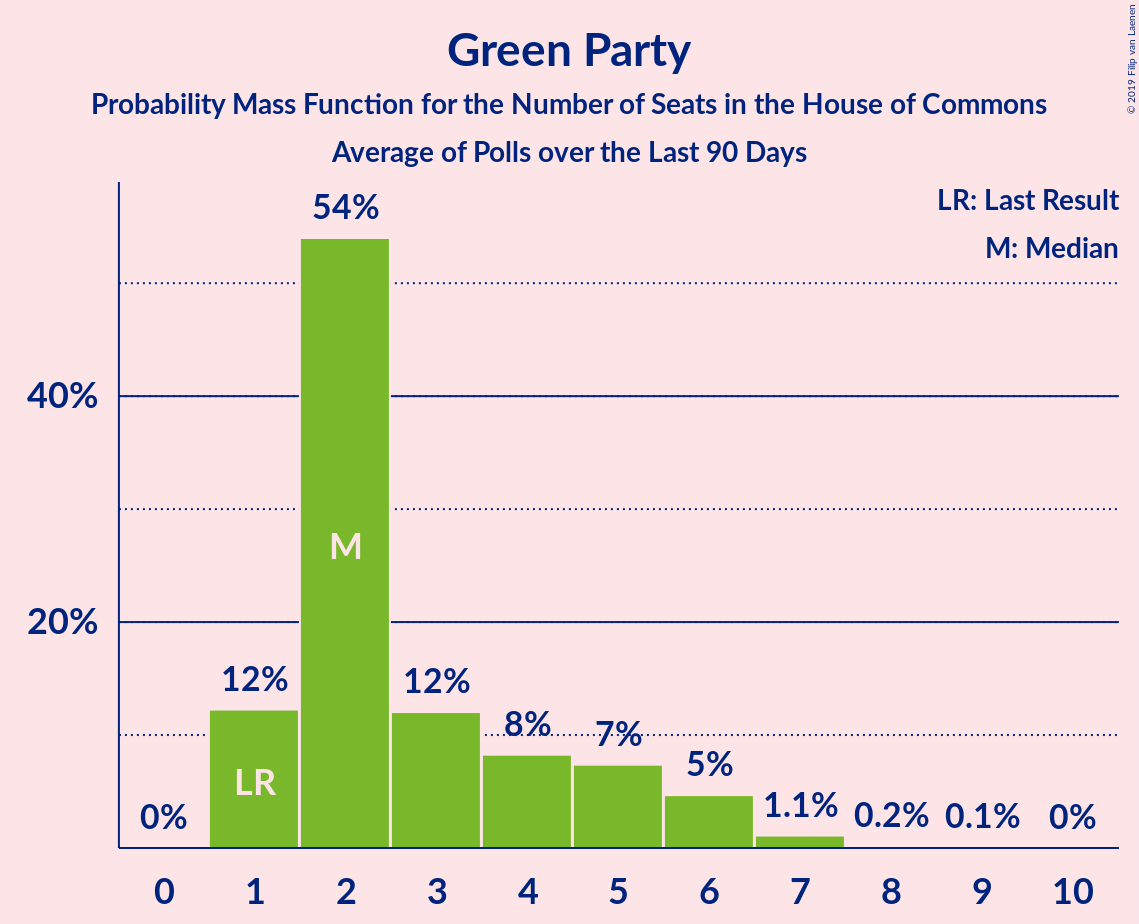 Green Party
Probability Mass Function for the Number of Seats in the House of Commons
Average of Polls over the Last 90 Days
© 2019 Filip van Laenen
LR: Last Result
M: Median
54%
40%
M
20%
12%
12%
8%
7%
5%
LR
1.1%
0%
0.2%
0.1%
0%
0 1 2 3 4 5 6 7 8 9 10